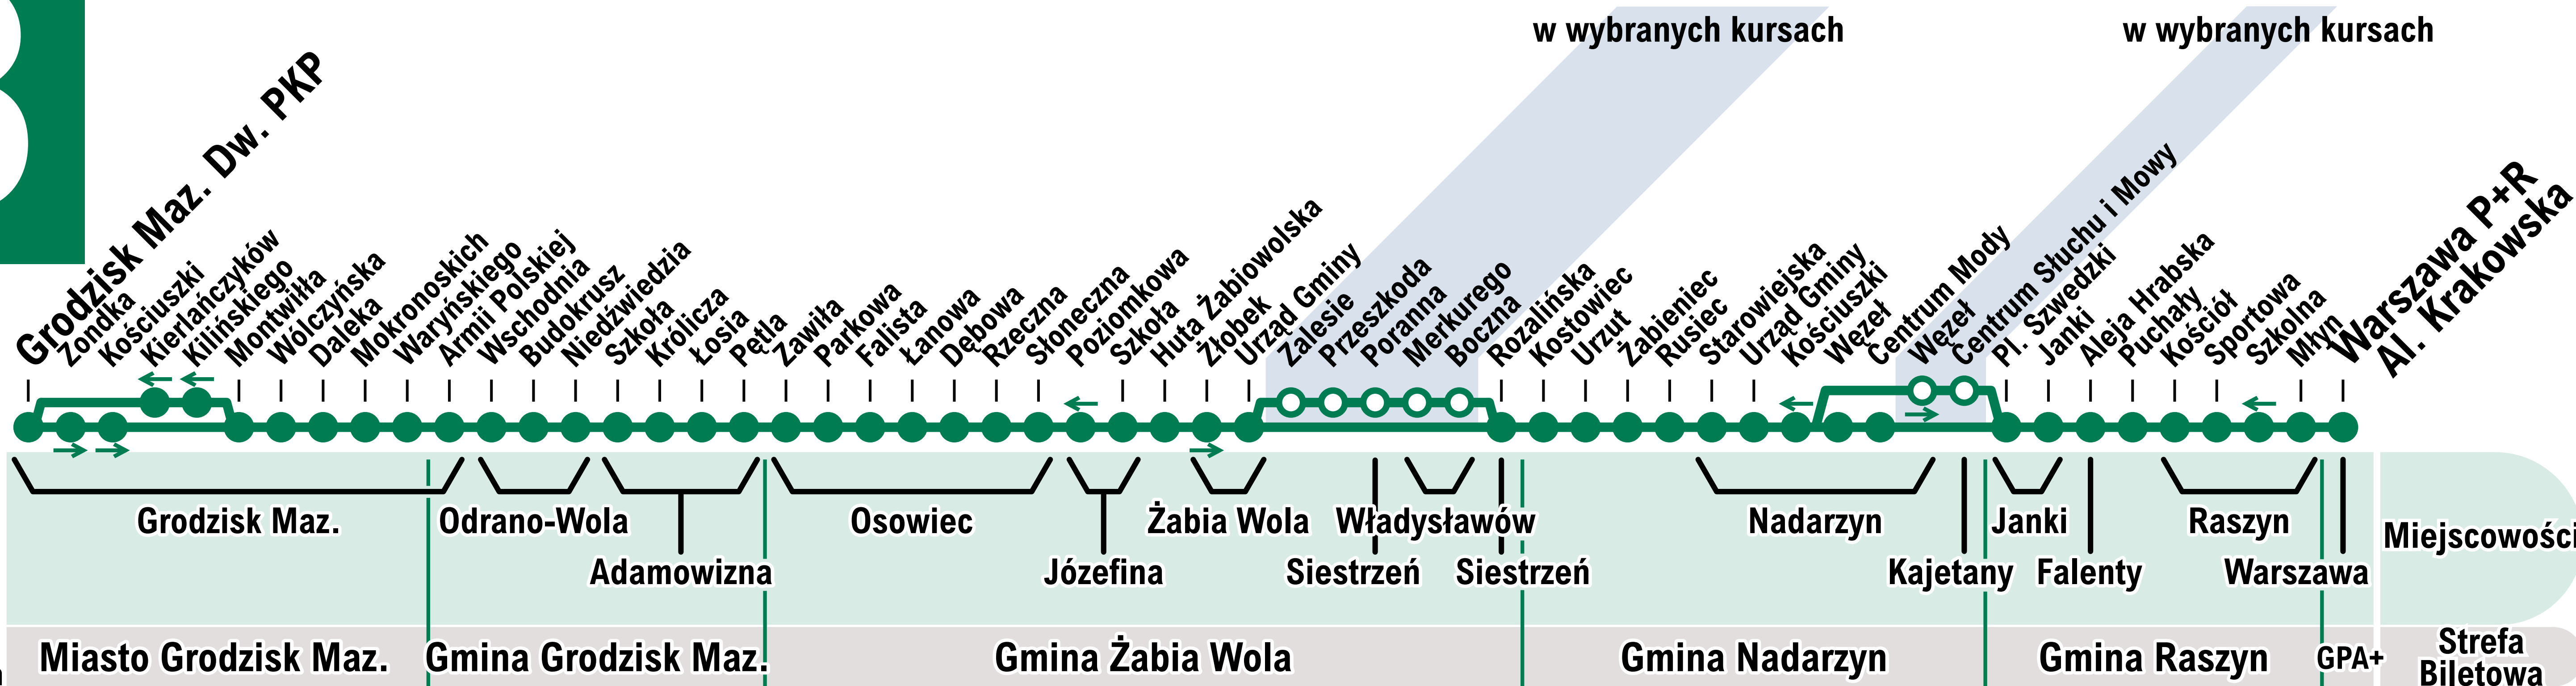 w wybranych kursach
w wybranych kursach
Grodzisk Maz. Dw. PKP
Żondka
Kościuszki
Kierlańczyków
Kilińskiego
Montwiłła
Wólczyńska
Daleka
Mokronoskich
Waryńskiego
Armii Polskiej
Wschodnia
Budokrusz
Niedźwiedzia
Szkoła
Królicza
Łosia
Pętla
Zawiła
Parkowa
Falista
Łanowa
Dębowa
Rzeczna
Słoneczna
Poziomkowa
Szkoła
Huta Żabiowolska
Żłobek
Urząd Gminy
Zalesie
Przeszkoda
Poranna
Merkurego
Boczna
Rozalińska
Kostowiec
Urzut
Żabieniec
Rusiec
Starowiejska
Urząd Gminy
Kościuszki
Węzeł
Centrum Mody
Węzeł
Centrum Słuchu i Mowy
Pl. Szwedzki
Janki
Aleja Hrabska
Puchały
Kościół
Sportowa
Szkolna
Młyn
Warszawa P+R
Al. Krakowska
Grodzisk Maz.
Odrano-Wola
Osowiec
Żabia Wola
Władysławów
Nadarzyn
Janki
Raszyn
Miejscowości
Adamowizna
Józefina
Siestrzeń
Siestrzeń
Kajetany
Falenty
Warszawa
Miasto Grodzisk Maz.
Gmina Grodzisk Maz.
Gmina Żabia Wola
Gmina Nadarzyn
Gmina Raszyn
GPA+
Strefa
Biletowa